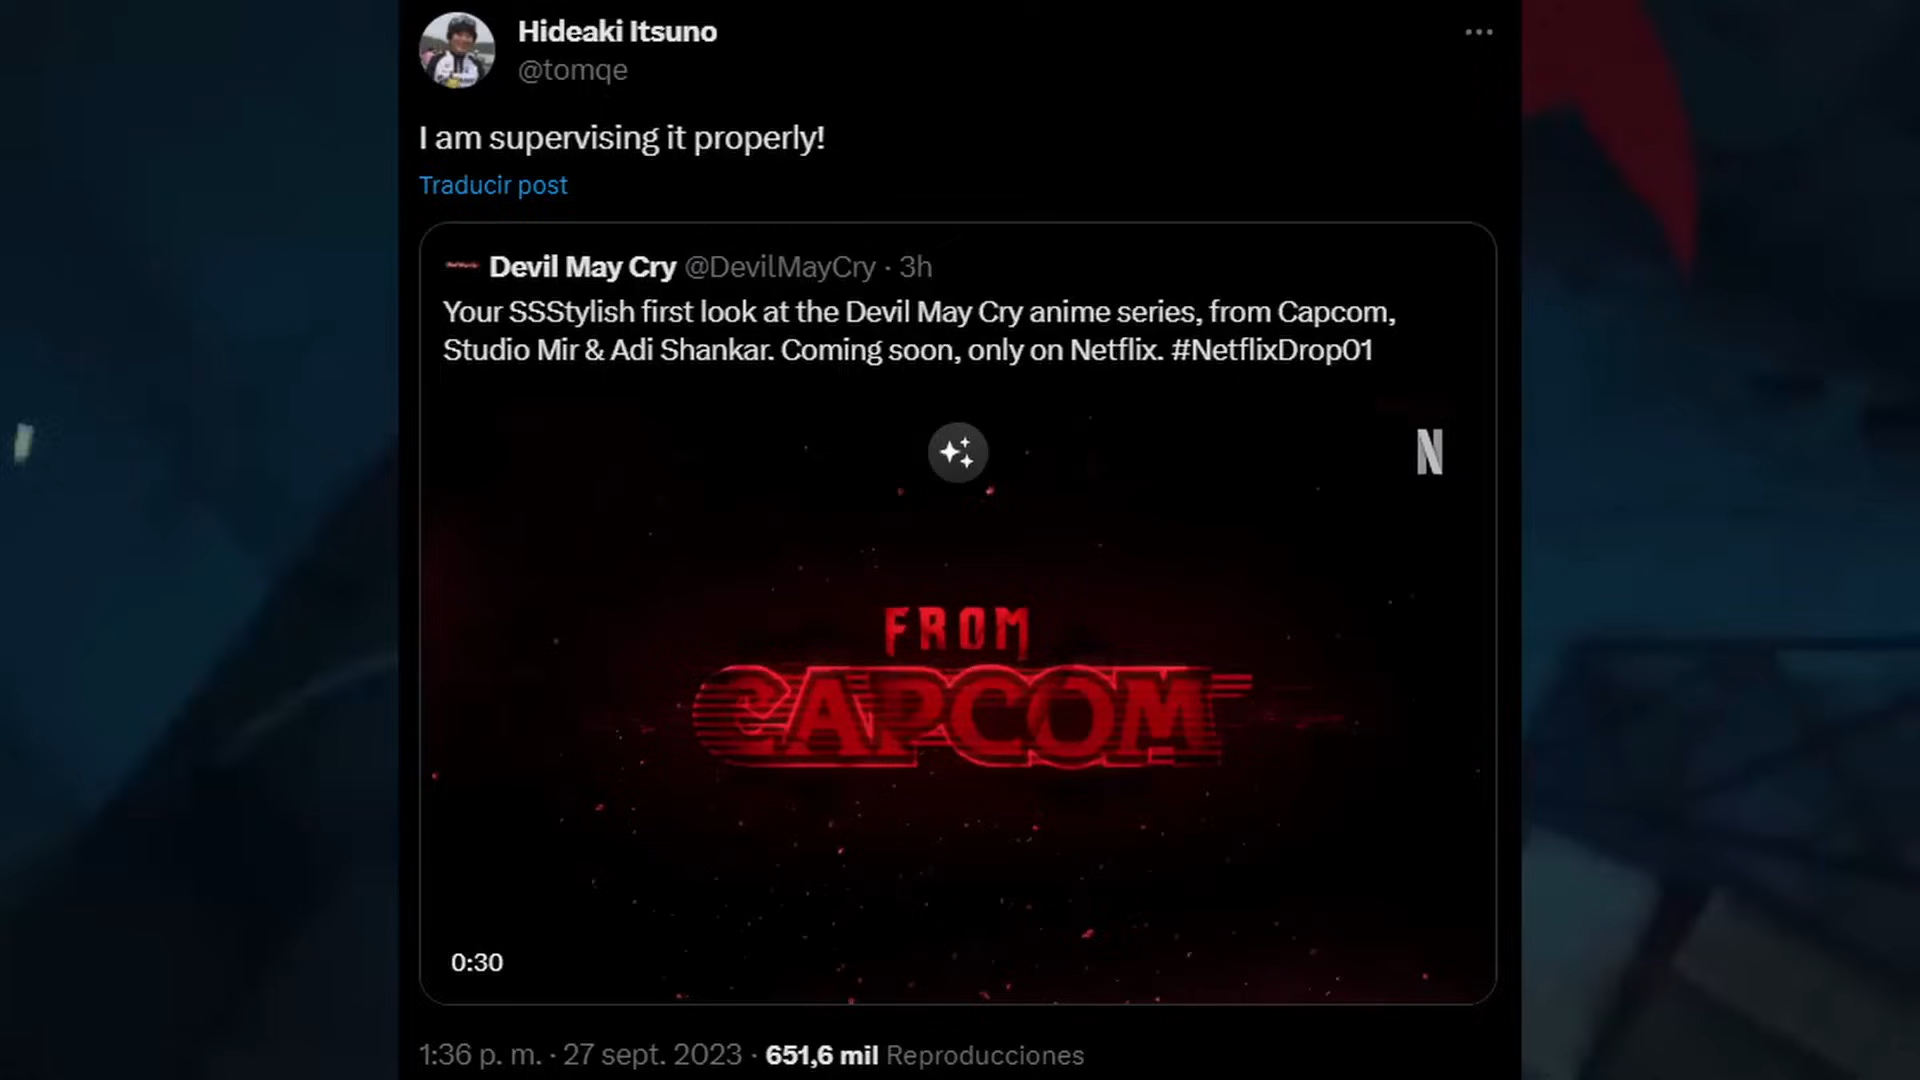 Hideaki Itsuno
@tomqe
I am supervising it properly!
Traducir post
Devil May Cry @DevilMayCry · 3h
Your SSStylish first look at the Devil May Cry anime series, from Capcom,
Studio Mir & Adi Shankar. Coming soon, only on Netflix. #NetflixDrop01
N
FROM
CAPCOM
0:30
1:36 p. m. · 27 sept. 2023 · 651,6 mil Reproducciones